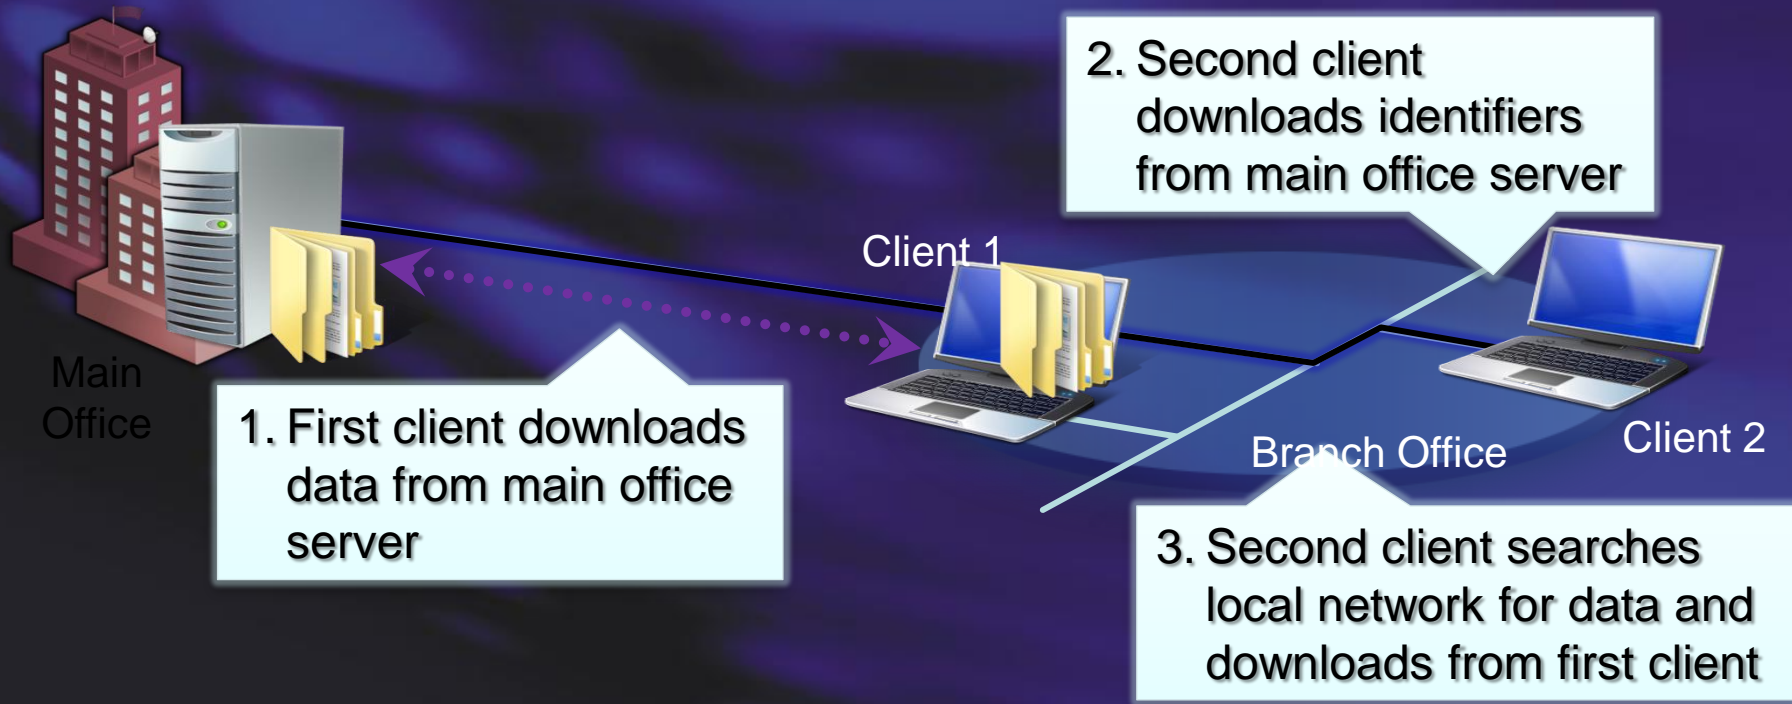 2. Second client
downloads identifiers
from main office server
Client 1
Main
Office
1. First client downloads
data from main office
server
Branch Office
Client 2
3. Second client searches
local network for data and
downloads from first client